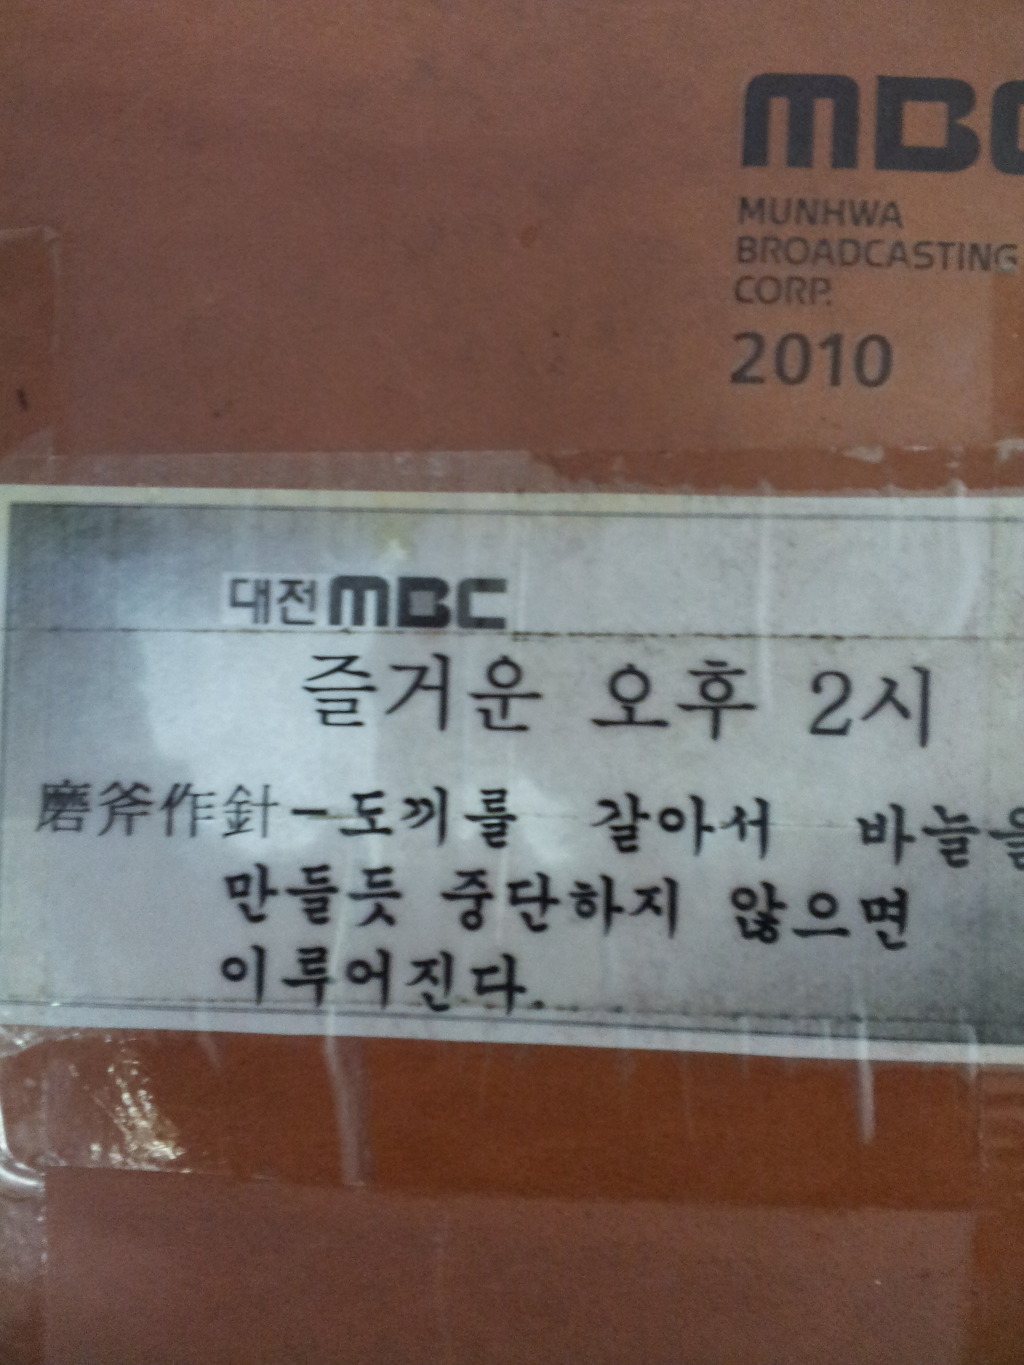 MBC
MUNHWA
BROADCASTING
CORP.
2010
대전MBC
즐거운 오후 2시
磨斧作針-도끼를 갈아서 바늘을
만들듯 중단하지 않으면
이루어진다.